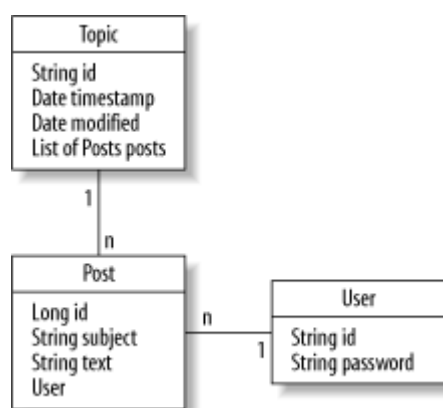 Topic
String id
Date timestamp
Date modified
List of Posts posts
1
n
Post
Long id
String subject
String text
User
n
1
User
String id
String password